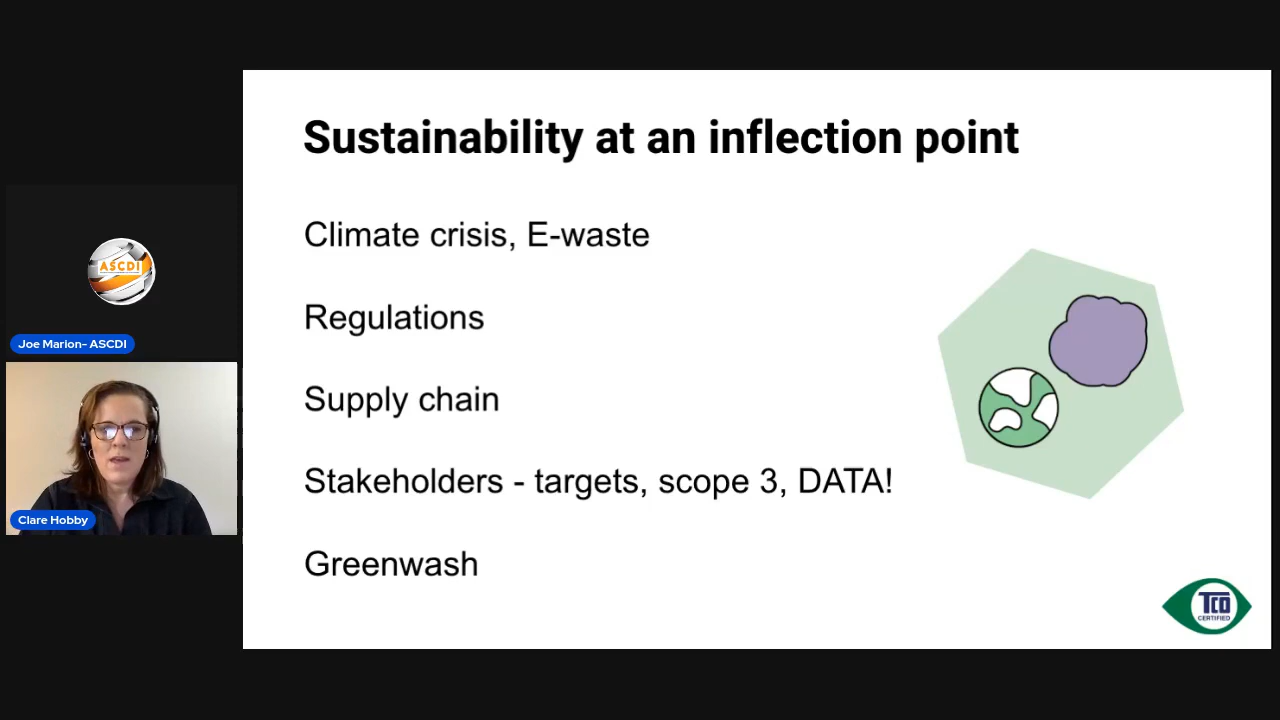 Sustainability at an inflection point
Climate crisis, E-waste
Regulations
Supply chain
Stakeholders - targets, scope 3, DATA!
Greenwash
TCO
CERTIFIED
ASCDI
Joe Marion- ASCDI
Clare Hobby